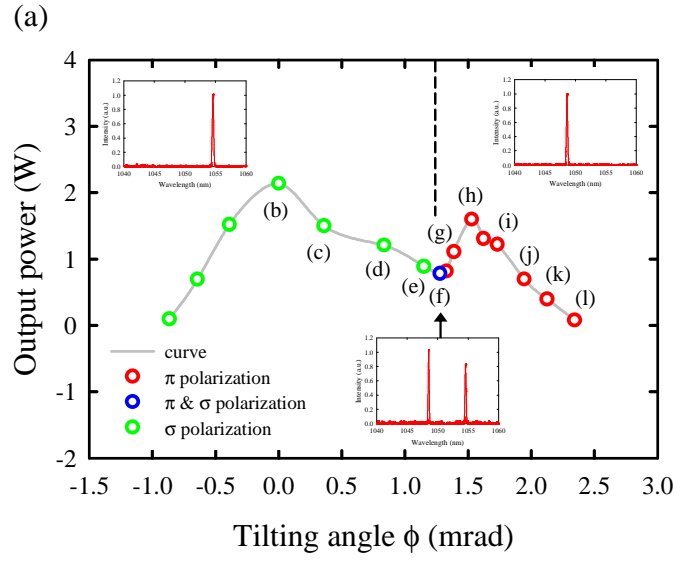 (a)
Output power (W)
4
3
2
1
0
-1
-2
-1.5
-1.0
-0.5
0.0
0.5
1.0
1.5
2.0
2.5
3.0
Tilting angle ϕ (mrad)
Intensity (a.u.)
1.2
1.0
0.8
0.6
0.4
0.2
0.0
1040
1045
1050
1055
1060
Wavelength (nm)
Intensity (a.u.)
1.2
1.0
0.8
0.6
0.4
0.2
0.0
1040
1045
1050
1055
1060
Wavelength (nm)
(b)
(c)
(d)
(e)
(f)
(g)
(h)
(i)
(j)
(k)
(l)
curve
π polarization
π & σ polarization
σ polarization
Intensity (a.u.)
1.2
1.0
0.8
0.6
0.4
0.2
0.0
1040
1045
1050
1055
1060
Wavelength (nm)